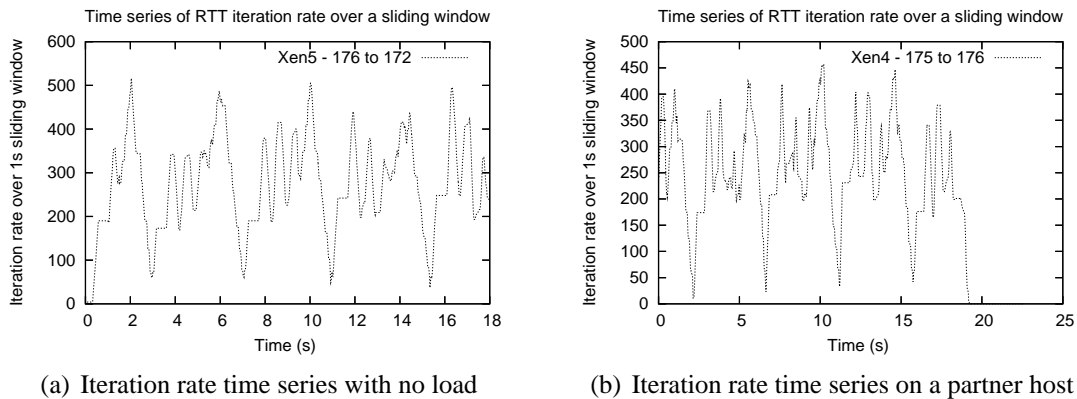 Time series of RTT iteration rate over a sliding window
Iteration rate over 1s sliding window
600
500
400
300
200
100
0
Xen5 - 176 to 172
0 2 4 6 8 10 12 14 16 18
Time (s)
(a) Iteration rate time series with no load
Time series of RTT iteration rate over a sliding window
Iteration rate over 1s sliding window
500
450
400
350
300
250
200
150
100
50
0
Xen4 - 175 to 176
0 5 10 15 20 25
Time (s)
(b) Iteration rate time series on a partner host